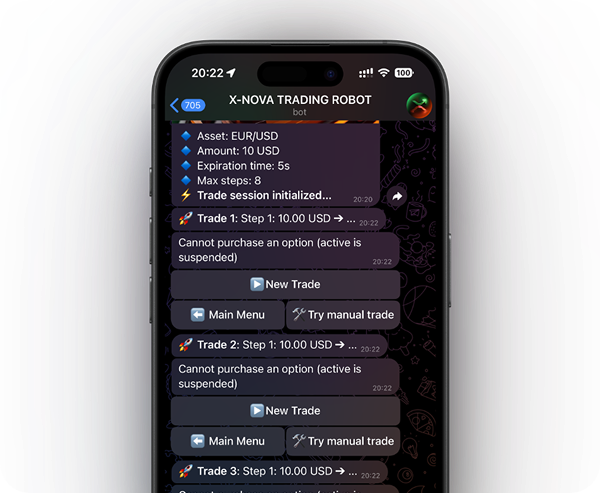 20:22
100
705
X-NOVA TRADING ROBOT
bot
Asset: EUR/USD
Amount: 10 USD
Expiration time: 5s
Max steps: 8
Trade session initialized... 20:20
Trade 1: Step 1: 10.00 USD → ... 20:22
Cannot purchase an option (active is
suspended) 20:22
New Trade
Main Menu
Try manual trade
Trade 2: Step 1: 10.00 USD → ... 20:22
Cannot purchase an option (active is
suspended) 20:22
New Trade
Main Menu
Try manual trade
Trade 3: Step 1: 10.00 USD → ... 20:22